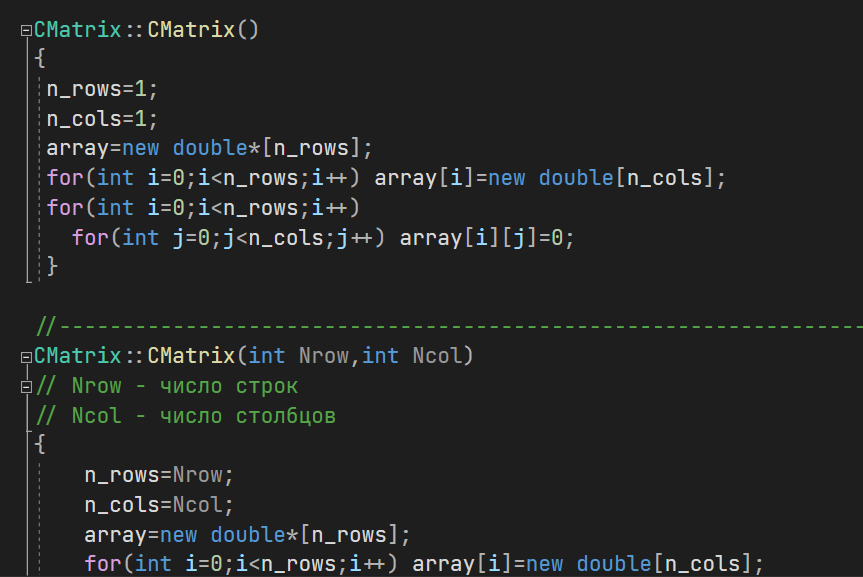 CMatrix::CMatrix()
{
n_rows=1;
n_cols=1;
array=new double*[n_rows];
for(int i=0;i<n_rows;i++) array[i]=new double[n_cols];
for(int i=0;i<n_rows;i++)
for(int j=0;j<n_cols;j++) array[i][j]=0;
}
//----------------------------------------------------------------
CMatrix::CMatrix(int Nrow,int Ncol)
// Nrow - число строк
// Ncol - число столбцов
{
n_rows=Nrow;
n_cols=Ncol;
array=new double*[n_rows];
for(int i=0;i<n_rows;i++) array[i]=new double[n_cols];